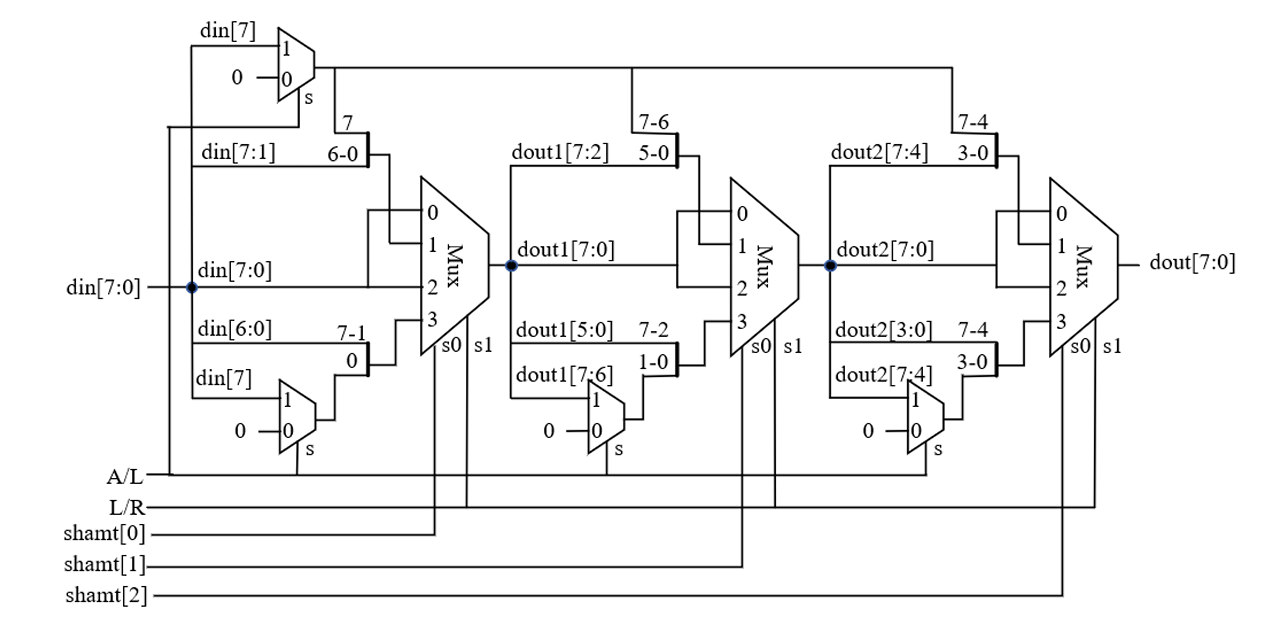 din[7]
1
0
0
s
7
7-6
7-4
din[7:1]
6-0
dout1[7:2]
5-0
dout2[7:4]
3-0
0
0
0
1
1
1
Mux
Mux
Mux
din[7:0]
dout1[7:0]
dout2[7:0]
dout[7:0]
din[7:0]
2
2
2
3
3
3
din[6:0]
7-1
dout1[5:0]
7-2
dout2[3:0]
7-4
s0
s1
s0
s1
s0
s1
0
1-0
3-0
din[7]
dout1[7:6]
dout2[7:4]
1
1
1
0
0
0
0
0
0
s
s
s
A/L
L/R
shamt[0]
shamt[1]
shamt[2]